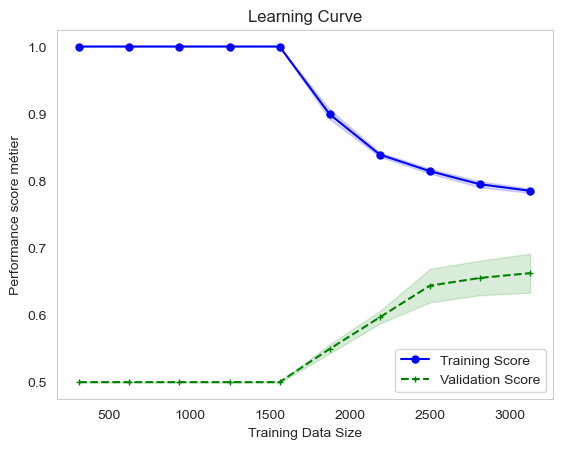 Learning Curve
1.0
0.9
0.8
0.7
0.6
0.5
Performance score métier
Training Score
Validation Score
500 1000 1500 2000 2500 3000
Training Data Size